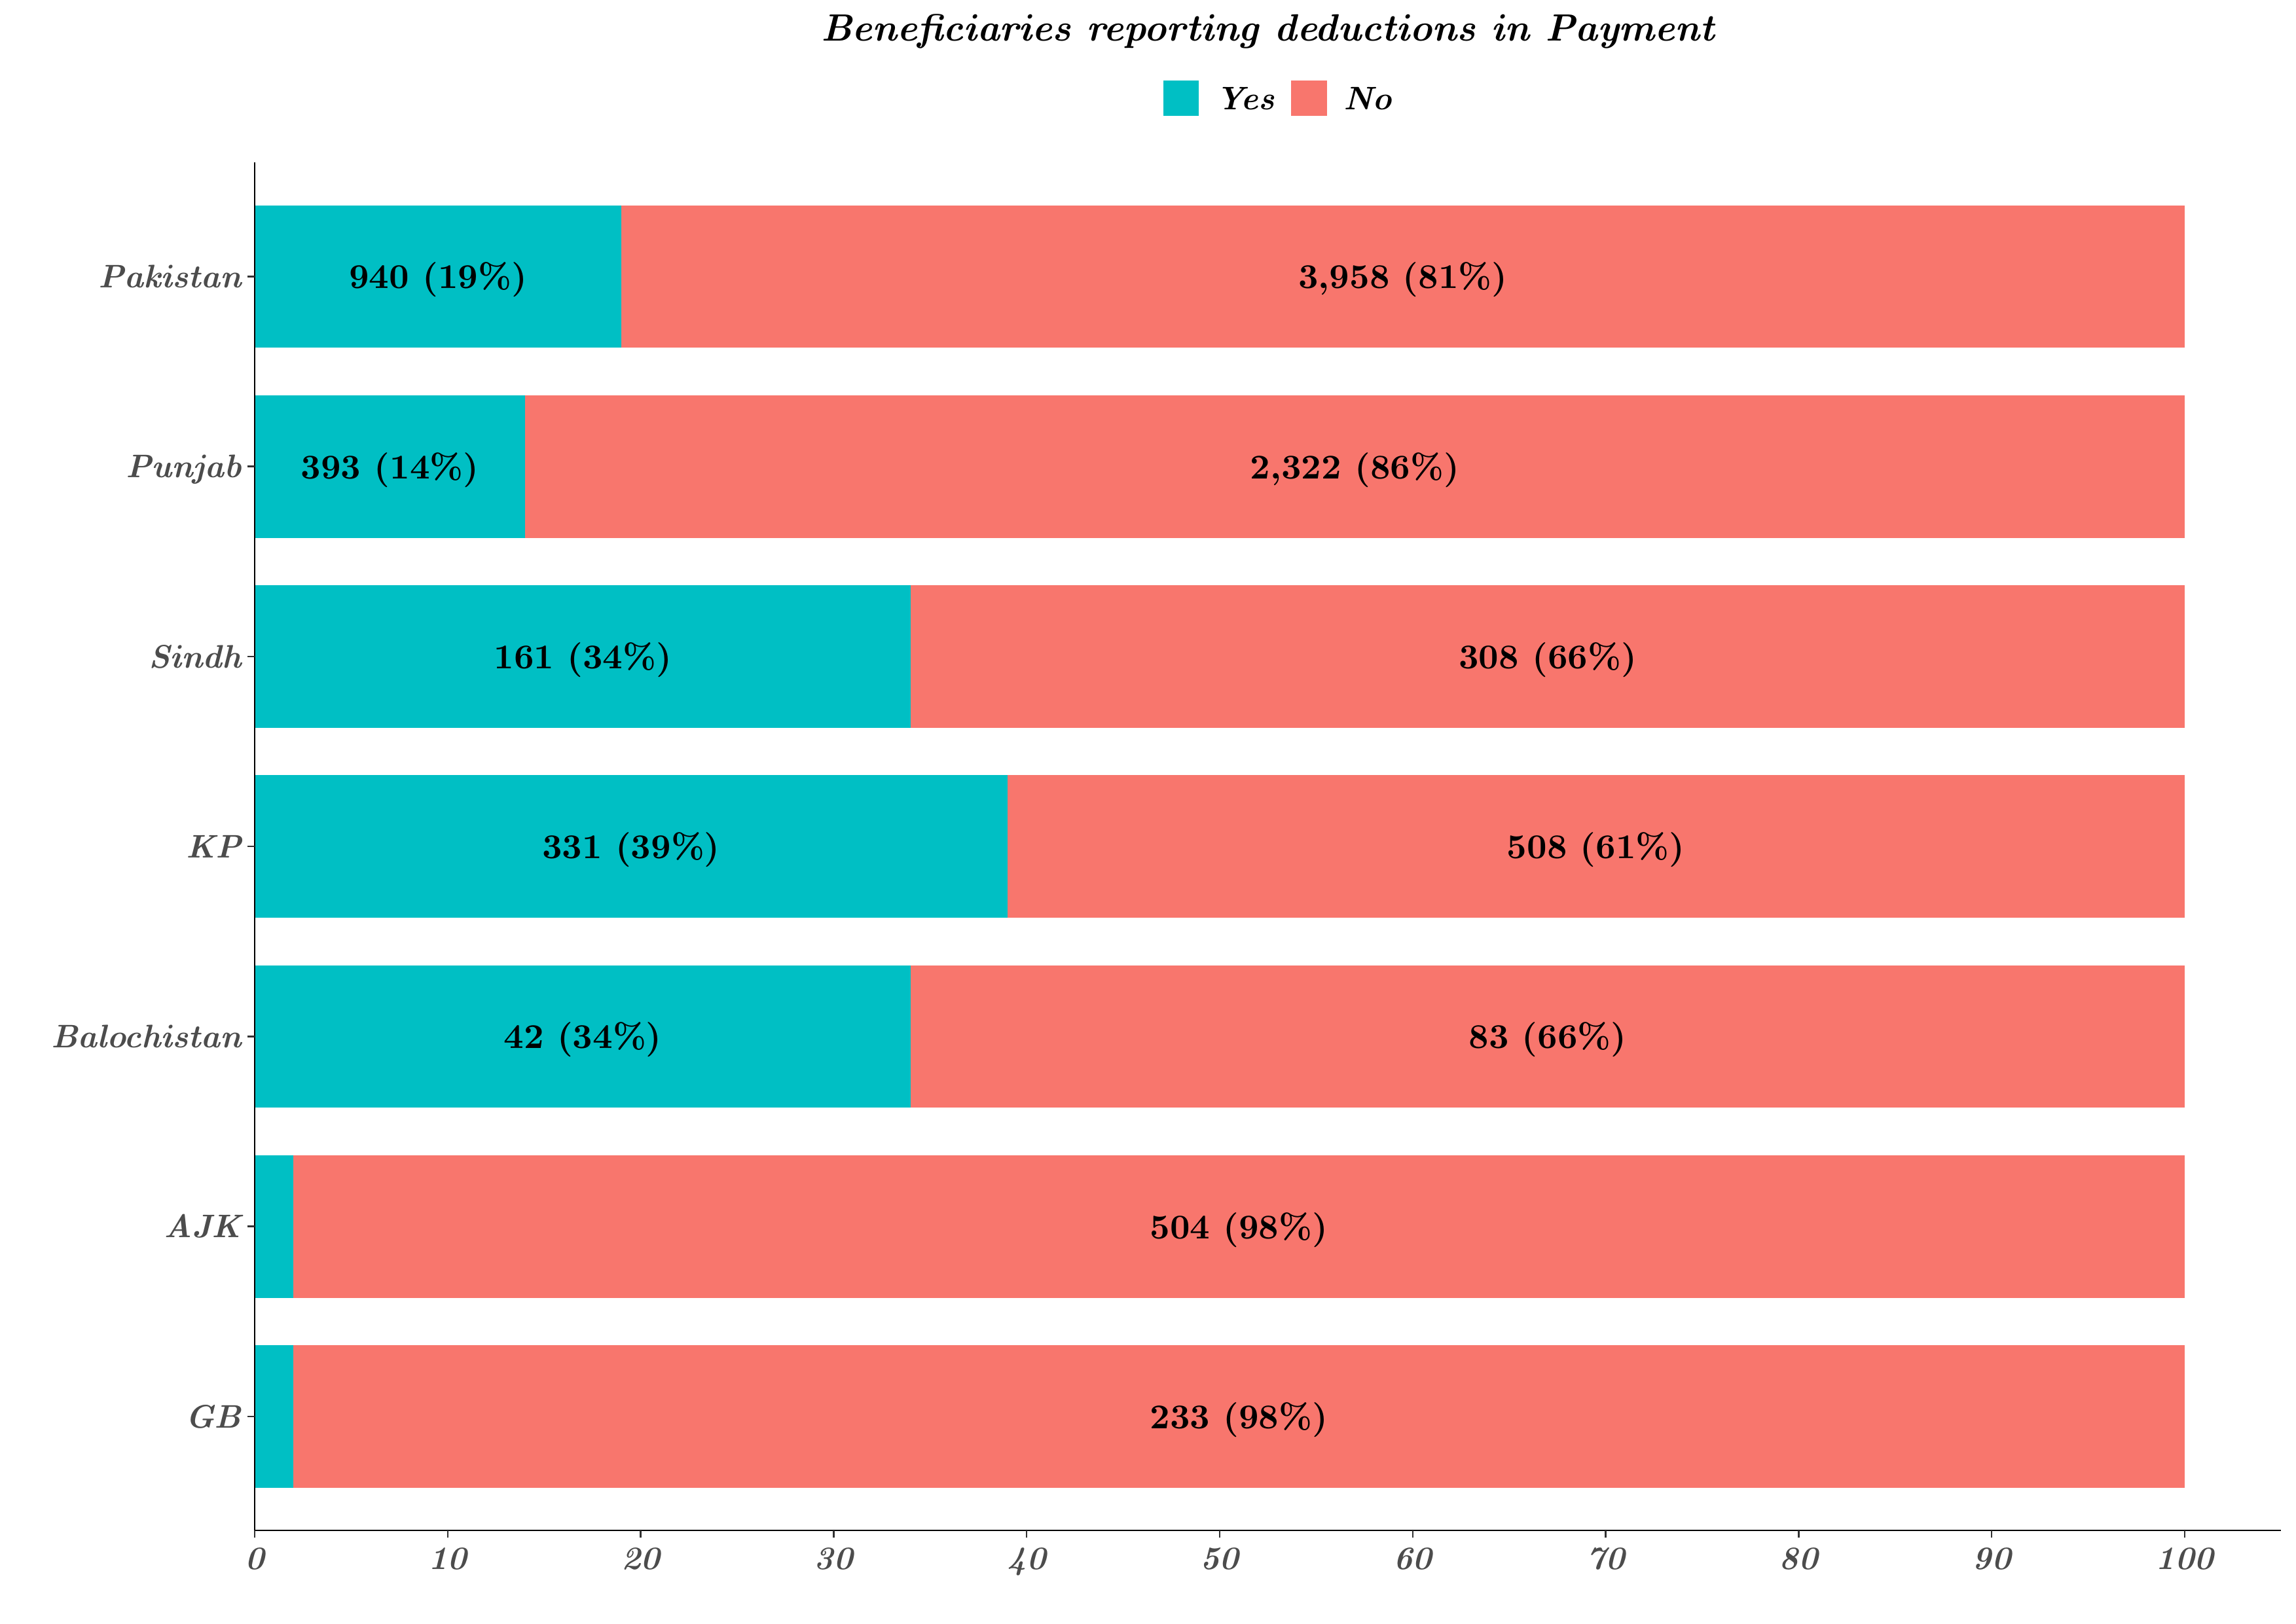 Beneficiaries reporting deductions in Payment
Yes No
Pakistan 940 (19%) 3,958 (81%)
Punjab 393 (14%) 2,322 (86%)
Sindh 161 (34%) 308 (66%)
KP 331 (39%) 508 (61%)
Balochistan 42 (34%) 83 (66%)
AJK 504 (98%)
GB 233 (98%)
0 10 20 30 40 50 60 70 80 90 100